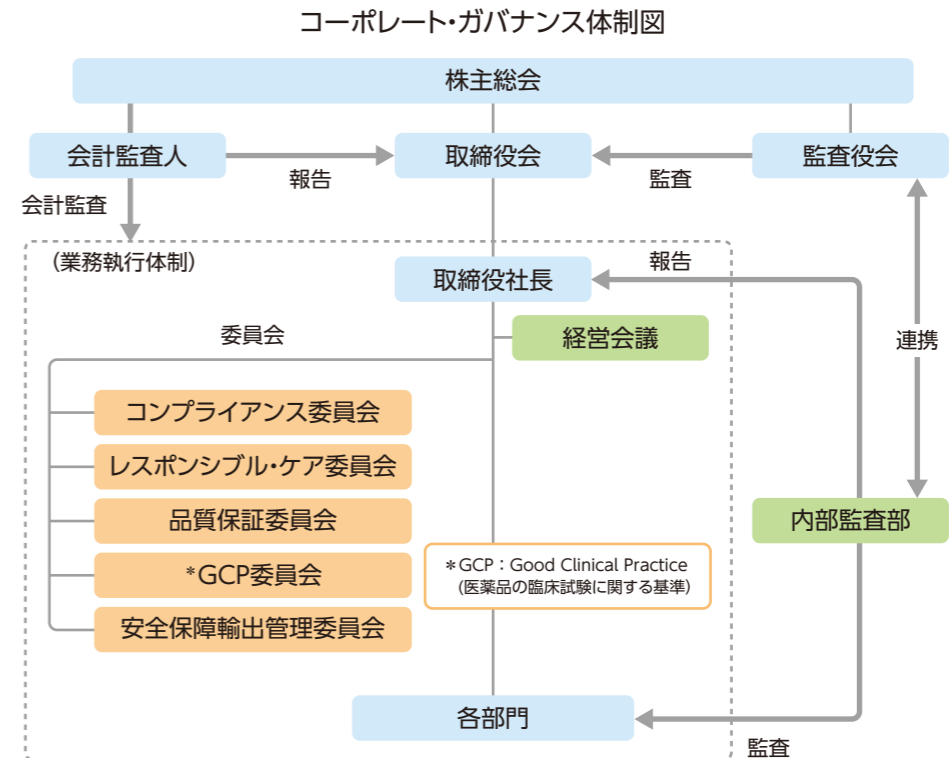 コーポレート・ガバナンス体制図
株主総会
会計監査人
報告
取締役会
監査
監査役会
会計監査
(業務執行体制)
取締役社長
報告
委員会
経営会議
連携
コンプライアンス委員会
レスポンシブル・ケア委員会
品質保証委員会
内部監査部
*GCP委員会
*GCP:Good Clinical Practice
(医薬品の臨床試験に関する基準)
安全保障輸出管理委員会
各部門
監査